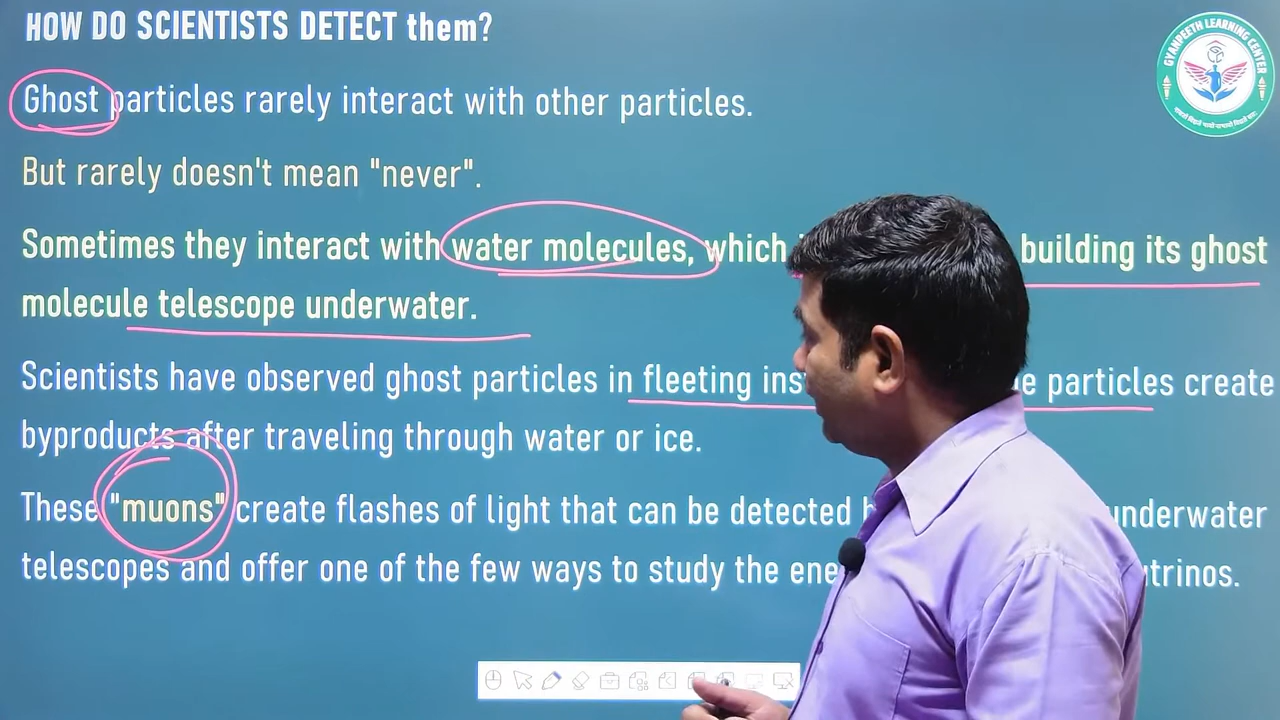 HOW DO SCIENTISTS DETECT them?
Ghost particles rarely interact with other particles.
But rarely doesn't mean "never".
Sometimes they interact with water molecules, which building its ghost
molecule telescope underwater.
Scientists have observed ghost particles in fleeting particles create
byproducts after traveling through water or ice.
These "muons" create flashes of light that can be detected underwater
telescopes and offer one of the few ways to study the
GYANPEETH LEARNING CENTER